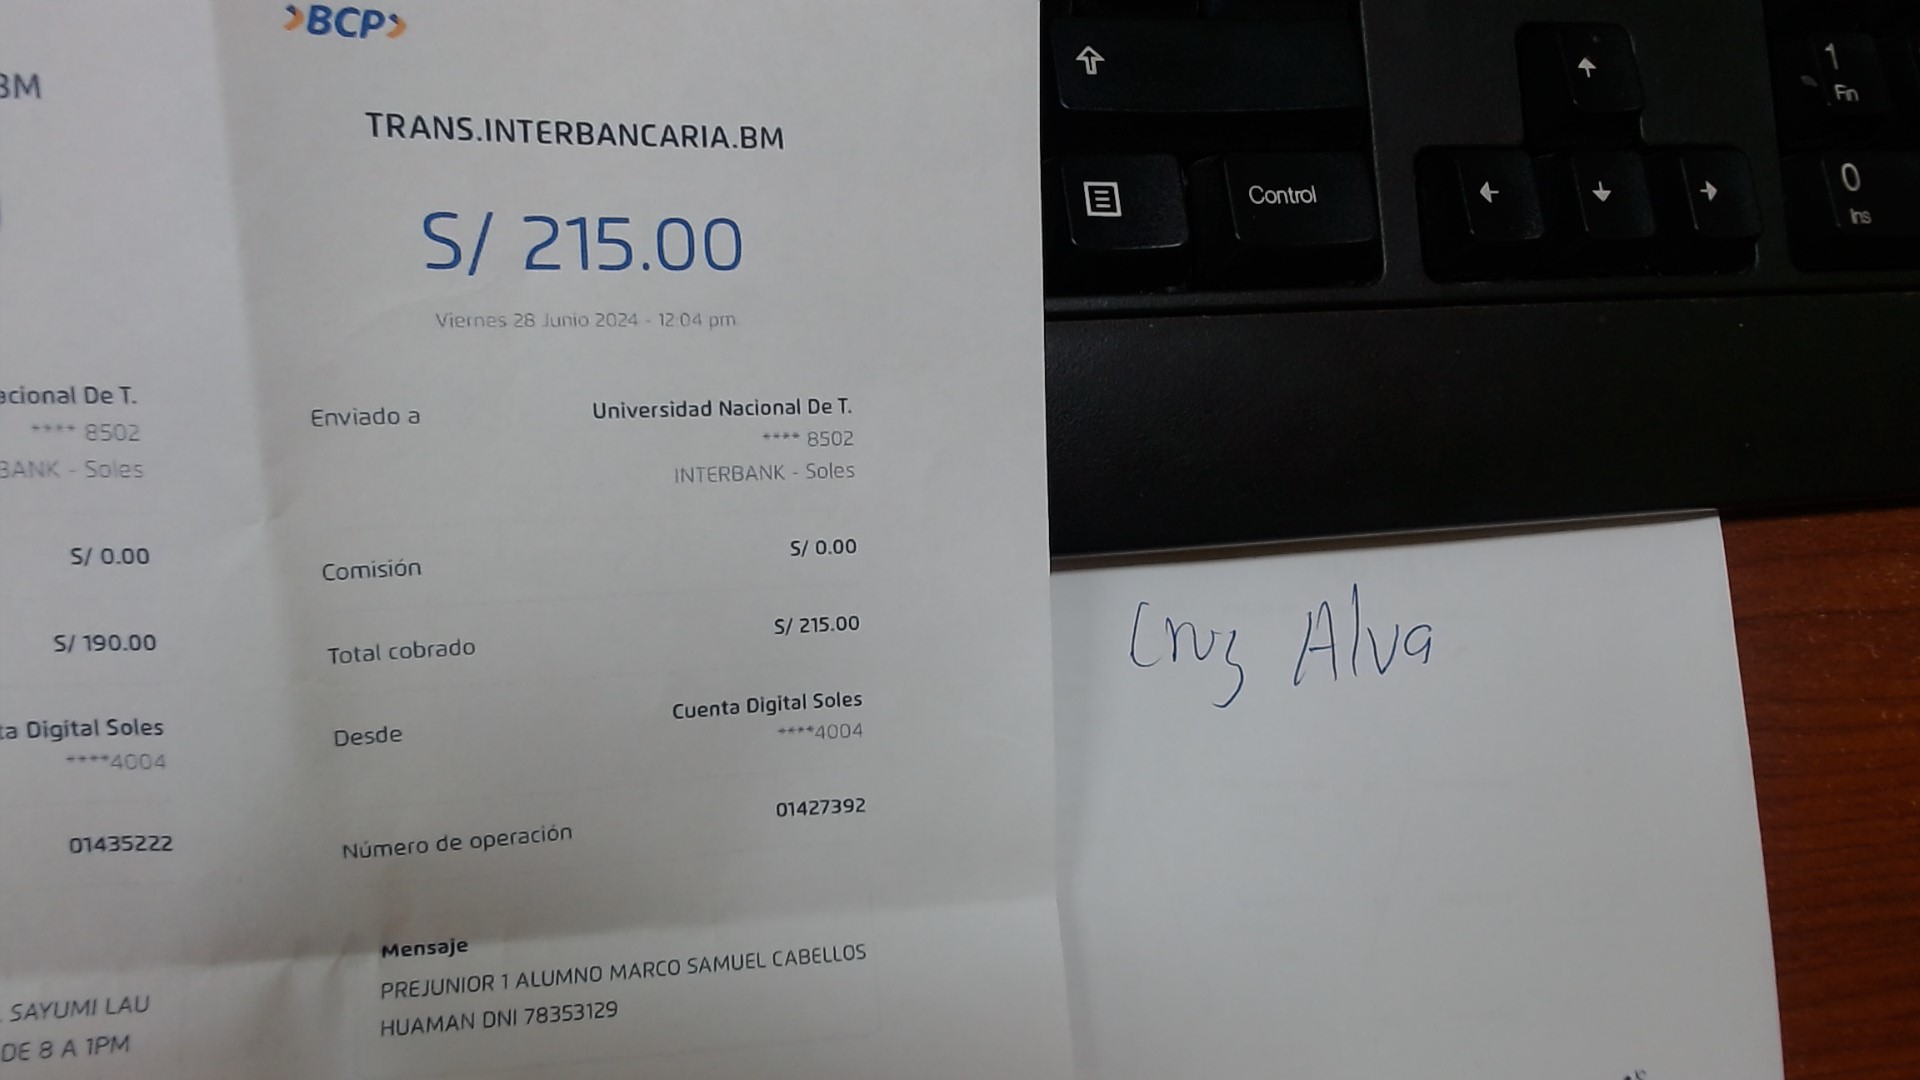 BM
acional De T.
**** 8502
BANK - Soles
S/ 0.00
S/ 190.00
ta Digital Soles
****4004
01435222
SAYUMI LAU
DE 8 A 1PM
BCP
TRANS.INTERBANCARIA.BM
S/ 215.00
Viernes 28 Junio 2024 - 12:04 pm
Enviado a Universidad Nacional De T.
**** 8502
INTERBANK - Soles
Comisión S/ 0.00
Total cobrado S/ 215.00
Desde Cuenta Digital Soles
****4004
Número de operación 01427392
Mensaje
PREJUNIOR 1 ALUMNO MARCO SAMUEL CABELLOS
HUAMAN DNI 78353129
Control
1
Fin
0
Ins
Cruz Alva